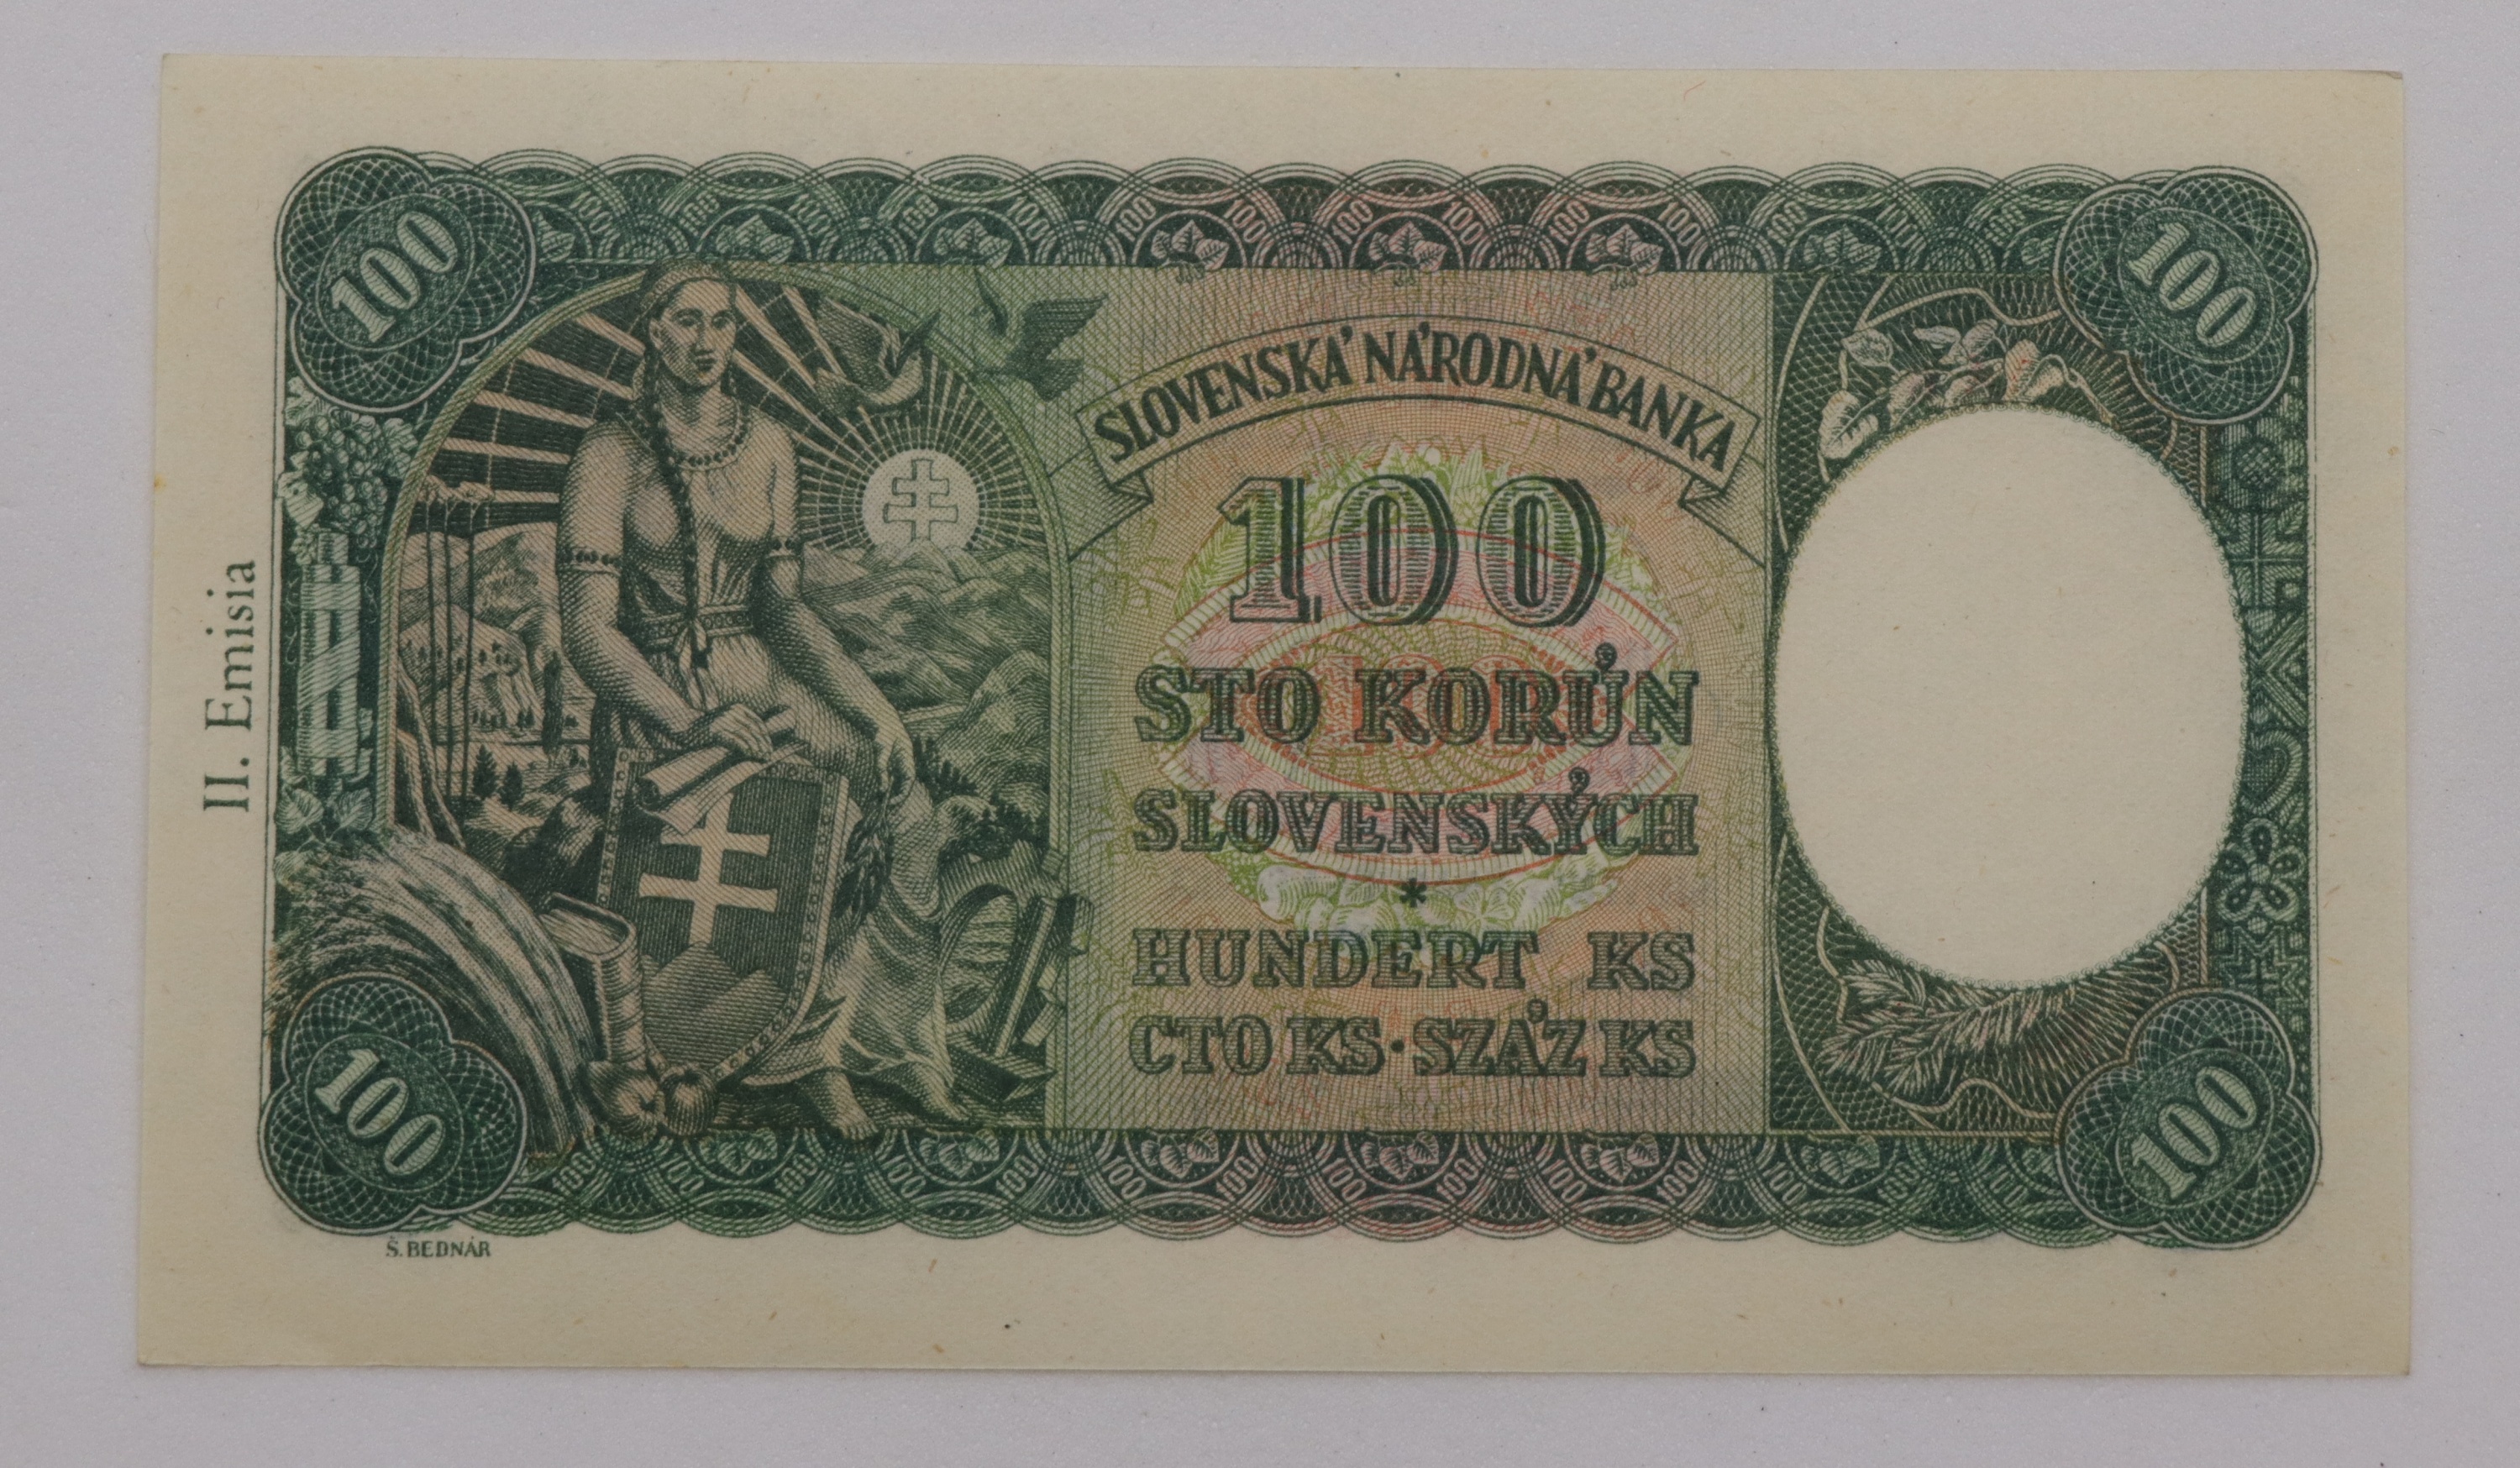 100
100
SLOVENSKÁ NÁRODNÁ BANKA
100
STO KORÚN
SLOVENSKÝCH
*
HUNDERT KS
СТО KS · SZÁZ KS
II. Emisia
100
100
Š. BEDNÁR